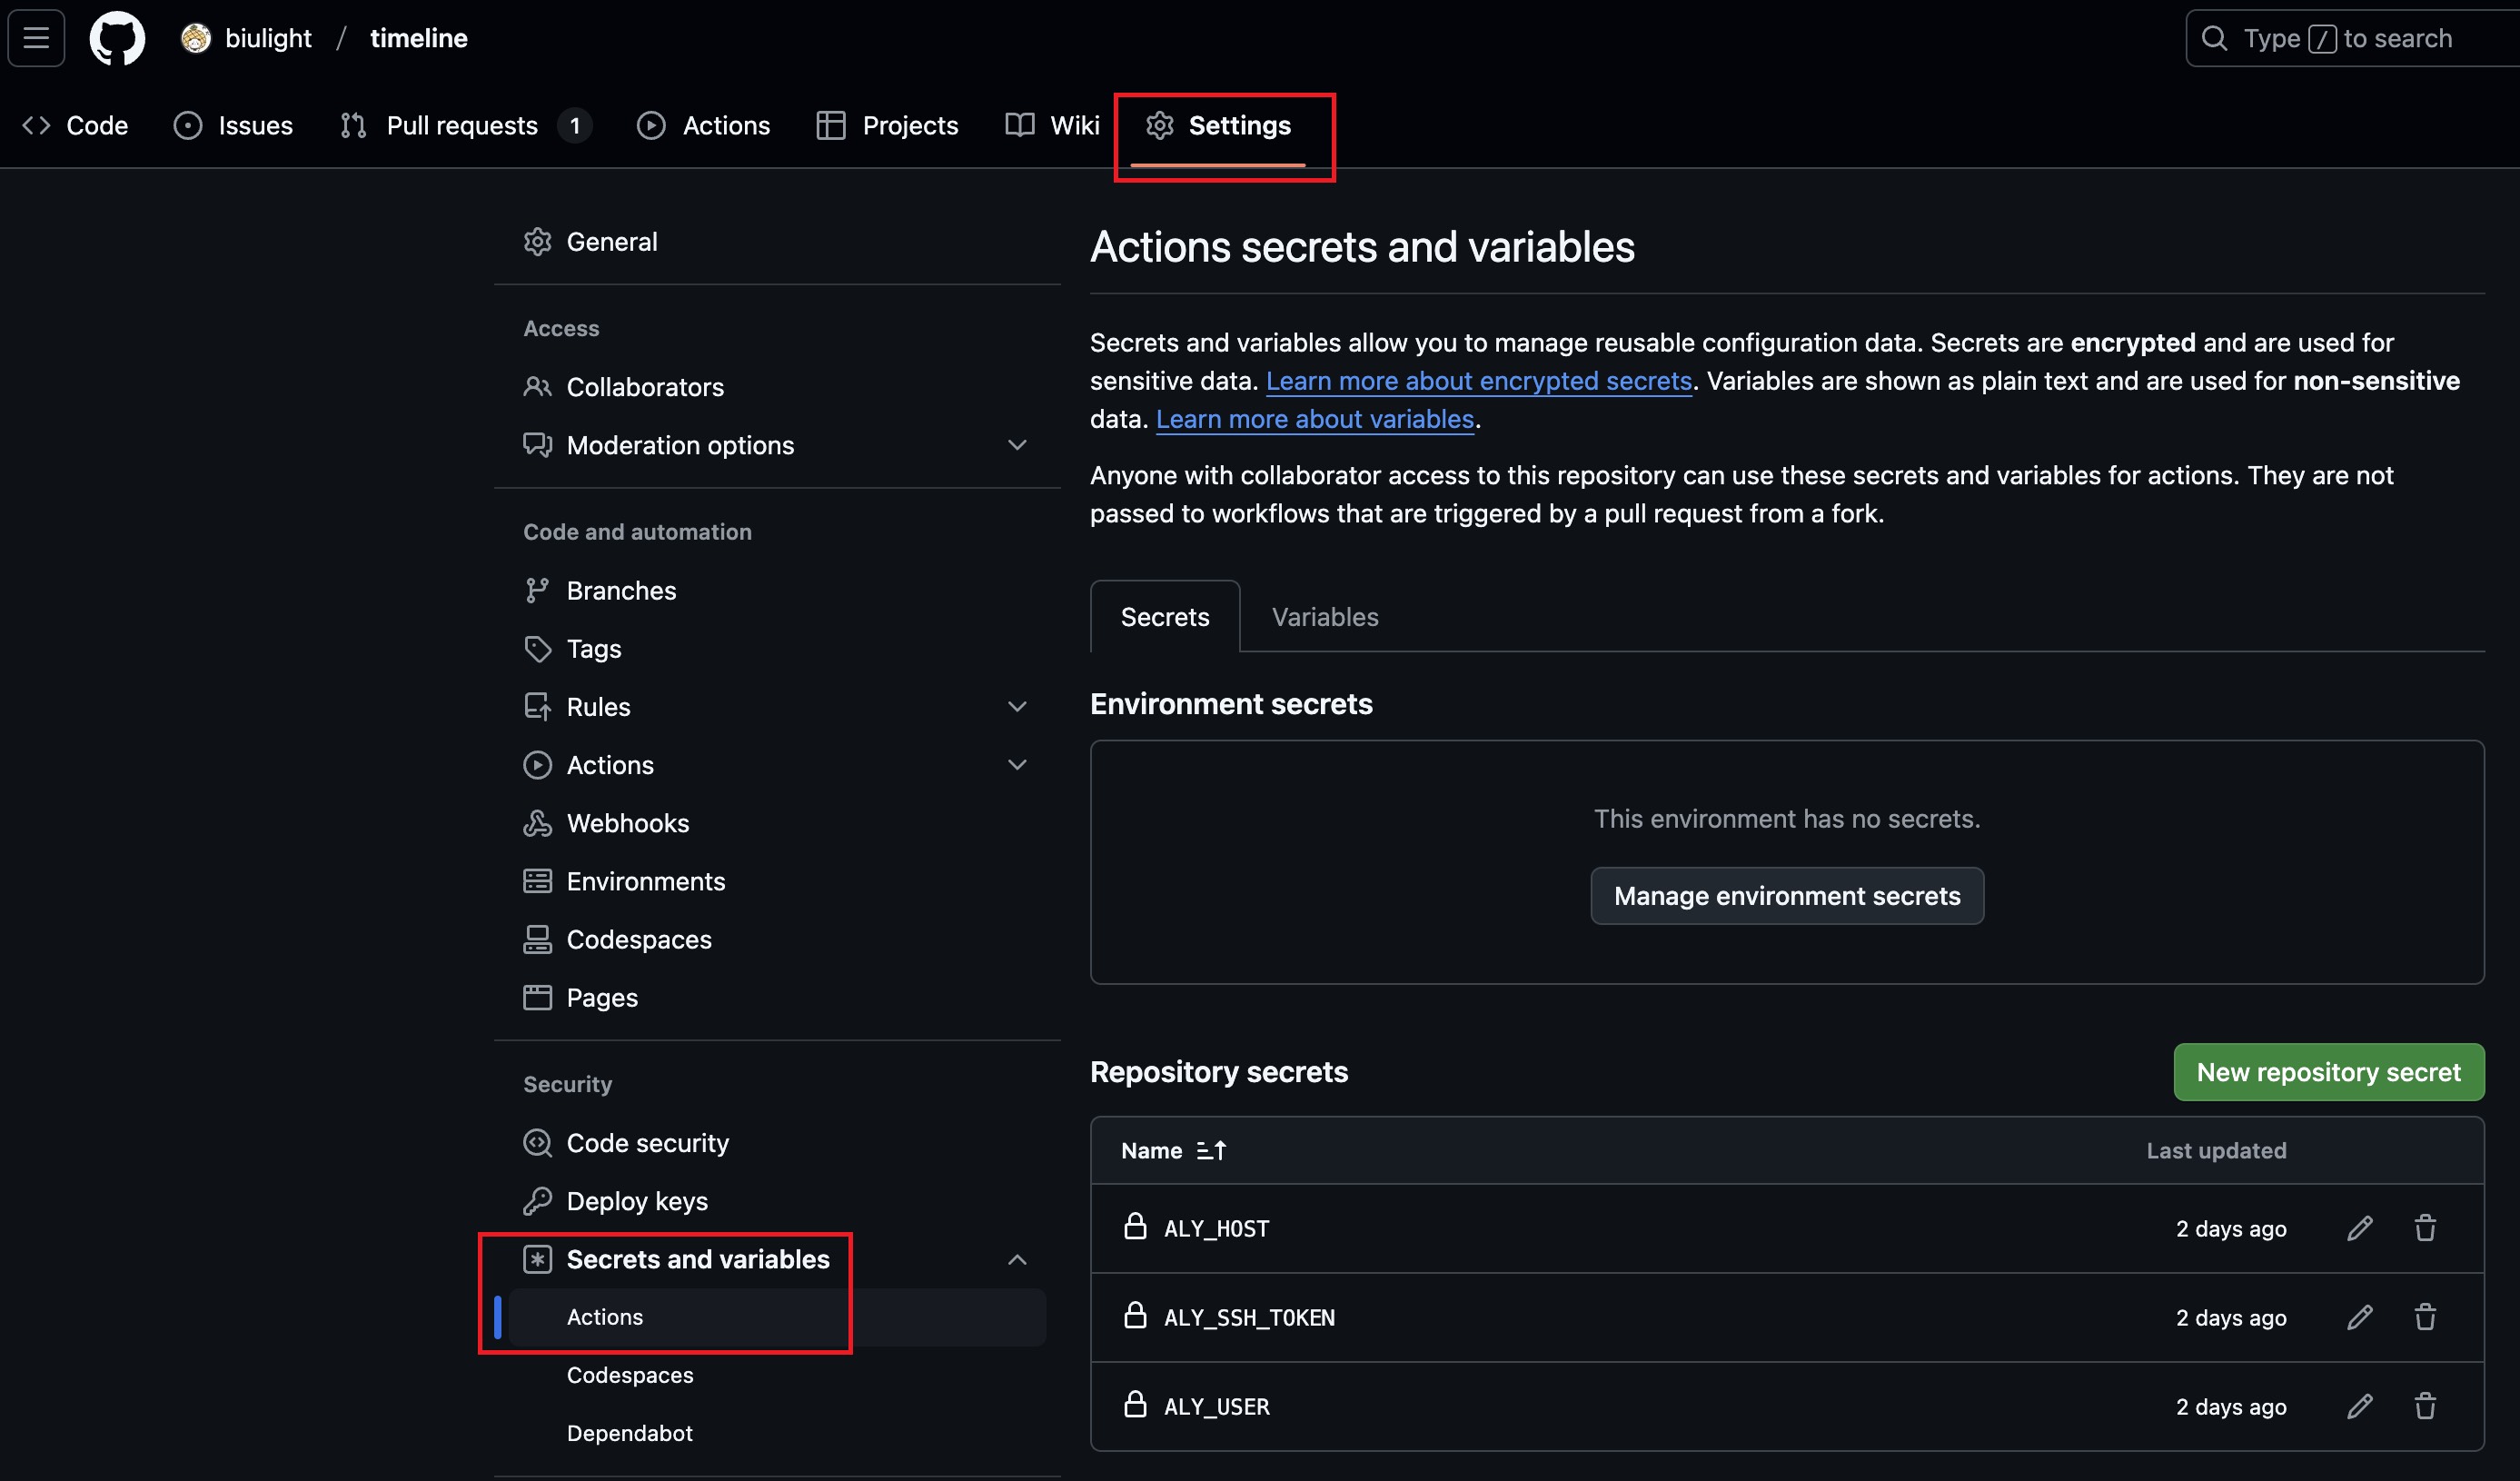 biulight / timeline
Type / to search
Code Issues Pull requests 1 Actions Projects Wiki Settings
General
Access
Collaborators
Moderation options
Code and automation
Branches
Tags
Rules
Actions
Webhooks
Environments
Codespaces
Pages
Security
Code security
Deploy keys
Secrets and variables
Actions
Codespaces
Dependabot
Actions secrets and variables
Secrets and variables allow you to manage reusable configuration data. Secrets are encrypted and are used for
sensitive data. Learn more about encrypted secrets. Variables are shown as plain text and are used for non-sensitive
data. Learn more about variables.
Anyone with collaborator access to this repository can use these secrets and variables for actions. They are not
passed to workflows that are triggered by a pull request from a fork.
Secrets Variables
Environment secrets
This environment has no secrets.
Manage environment secrets
Repository secrets
New repository secret
Name Last updated
ALY_HOST 2 days ago
ALY_SSH_TOKEN 2 days ago
ALY_USER 2 days ago